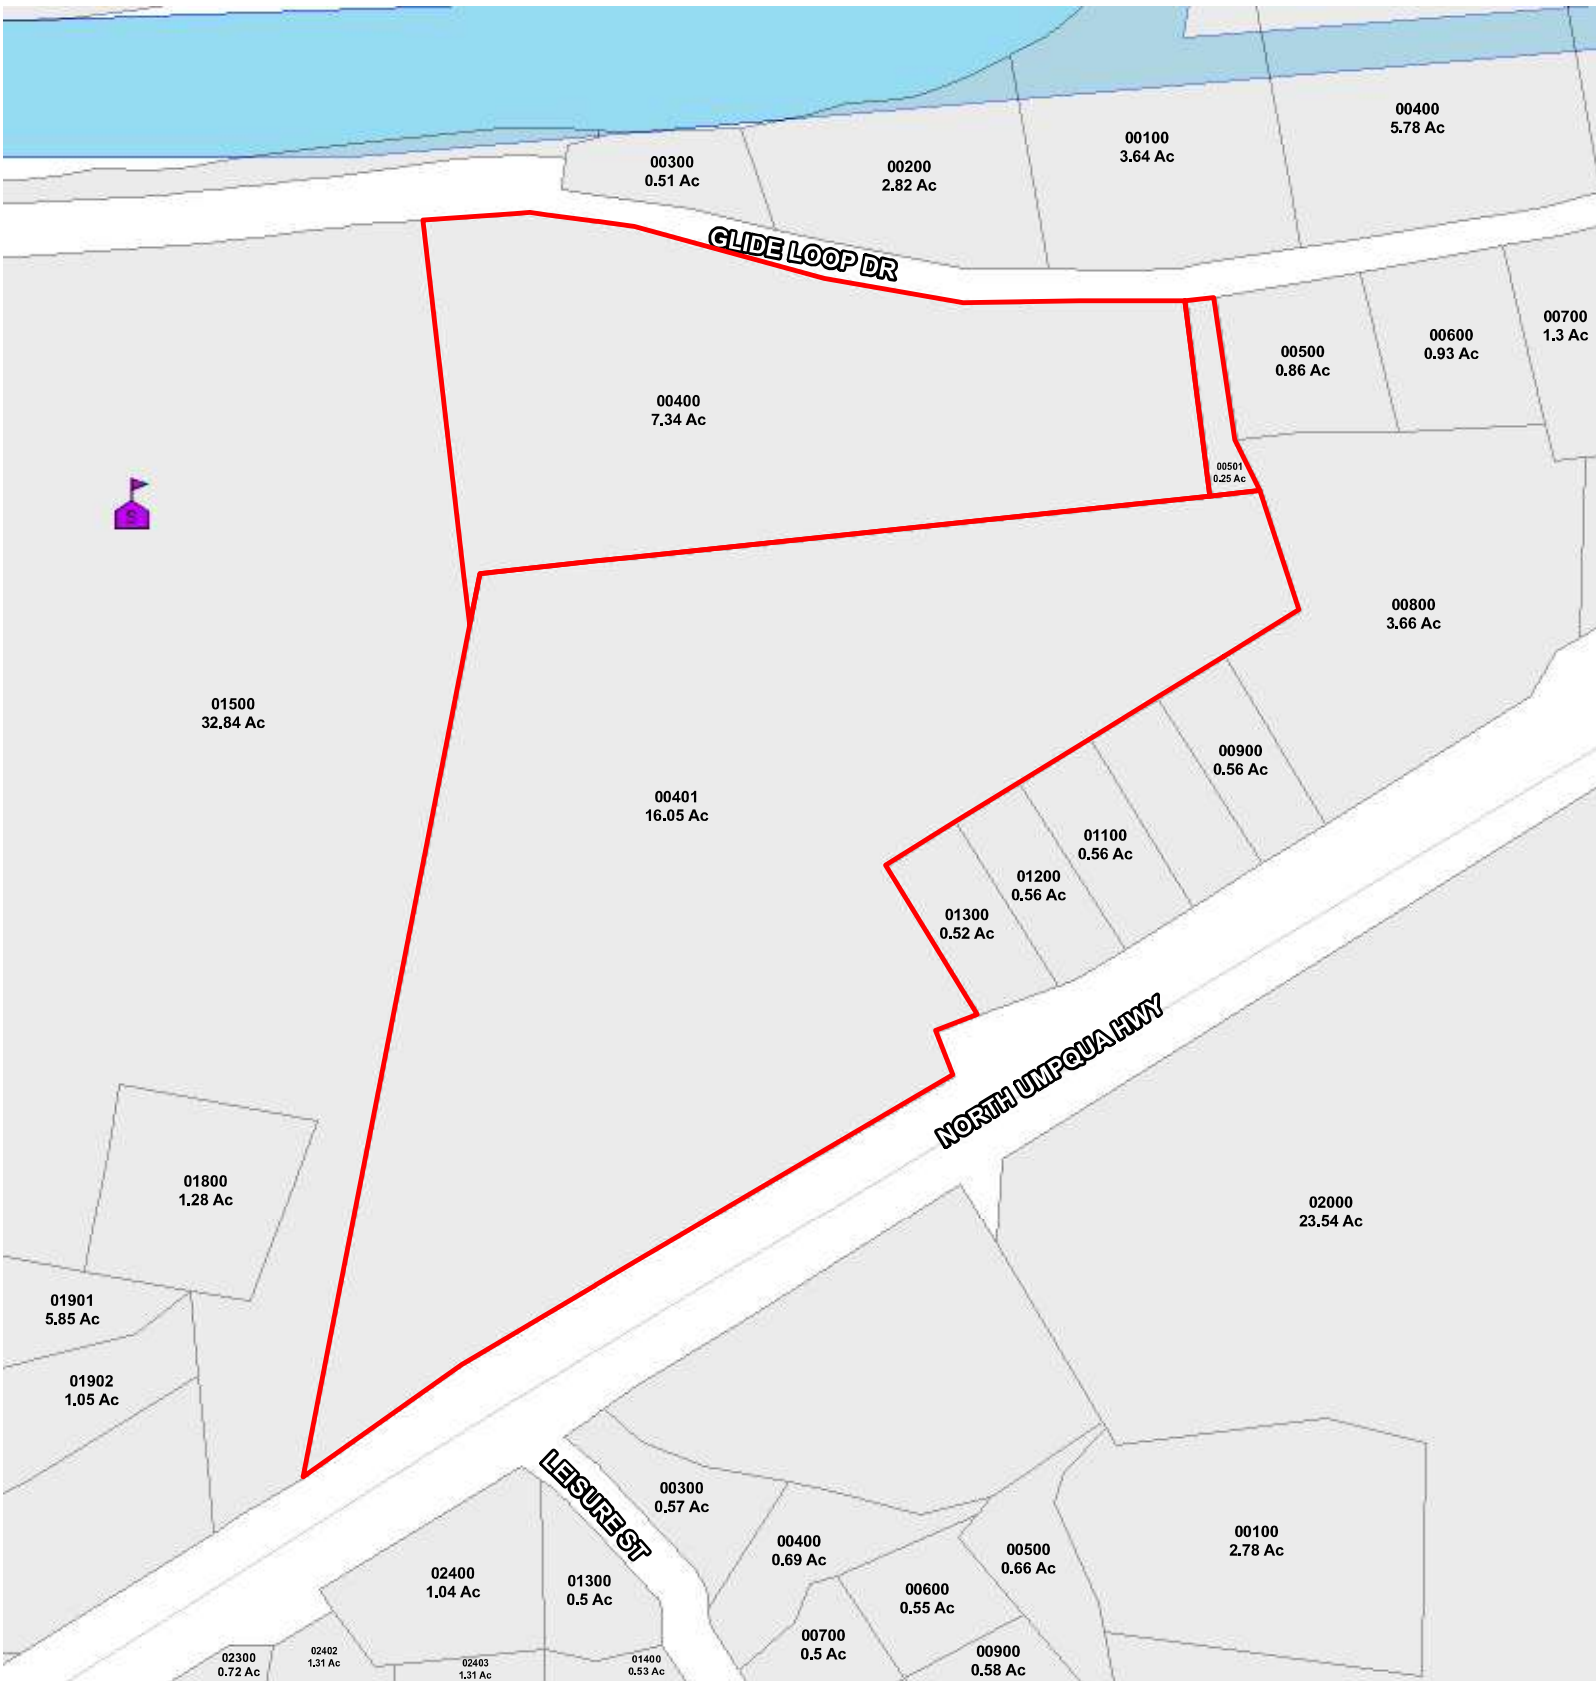 00400
5.78 Ac
00100
3.64 Ac
00300
0.51 Ac
00200
2.82 Ac
GLIDE LOOP DR
00700
1.3 Ac
00600
0.93 Ac
00500
0.86 Ac
00400
7.34 Ac
00501
0.25 Ac
S
00800
3.66 Ac
01500
32.84 Ac
00900
0.56 Ac
00401
16.05 Ac
01100
0.56 Ac
01200
0.56 Ac
01300
0.52 Ac
NORTH UMPQUA HWY
01800
1.28 Ac
02000
23.54 Ac
01901
5.85 Ac
01902
1.05 Ac
LEISURE ST
00300
0.57 Ac
00400
0.69 Ac
00500
0.66 Ac
00100
2.78 Ac
02400
1.04 Ac
01300
0.5 Ac
00600
0.55 Ac
00700
0.5 Ac
00900
0.58 Ac
02300
0.72 Ac
02402
1.31 Ac
02403
1.31 Ac
01400
0.53 Ac